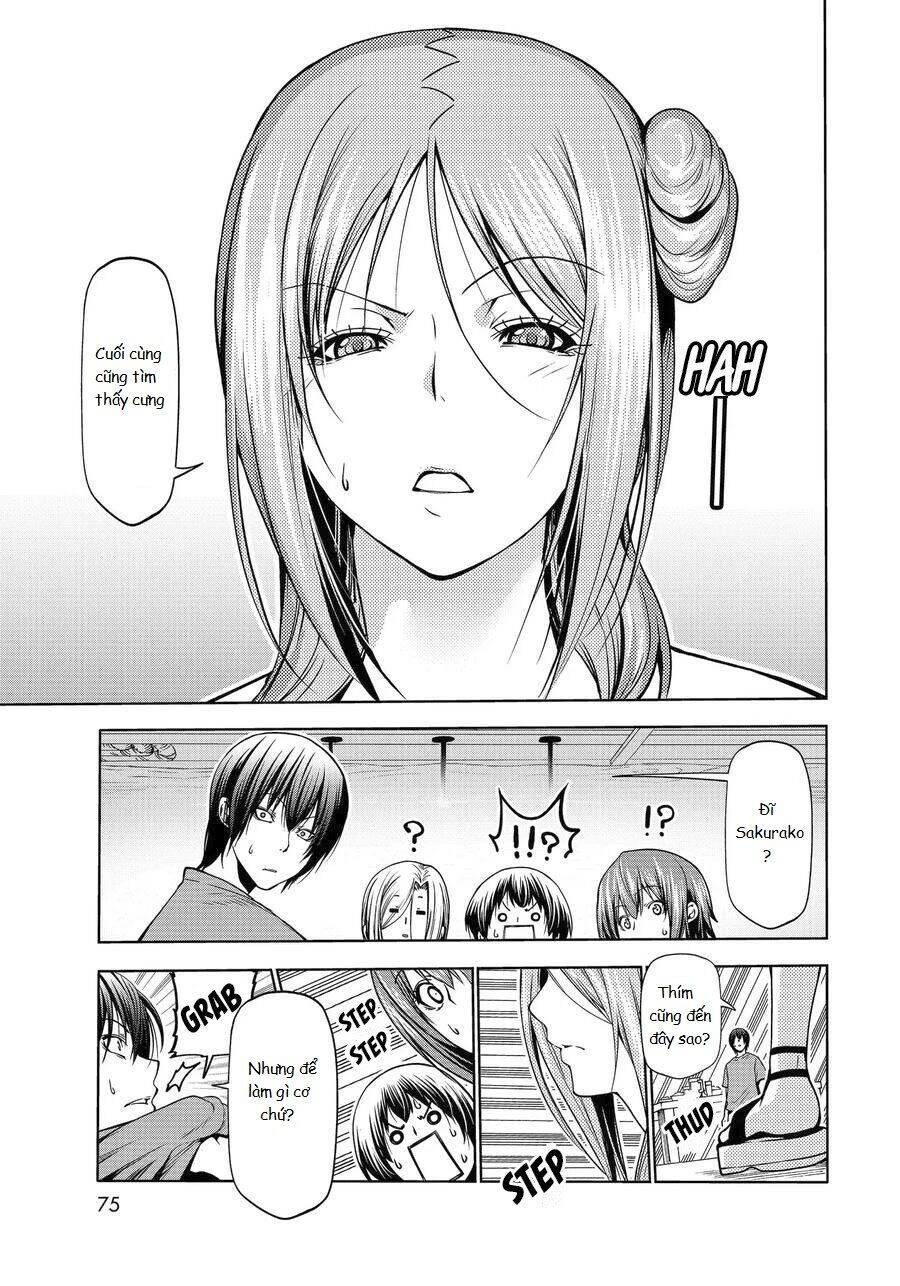 HAH
Cuối cùng
cũng tìm
thấy cưng
Đĩ
Sakurako
?
!?
!!?
?
Thím
cũng đến
đây sao?
THUD
STEP
STEP
STEP
Nhưng để
làm gì cơ
chứ?
GRAB
75